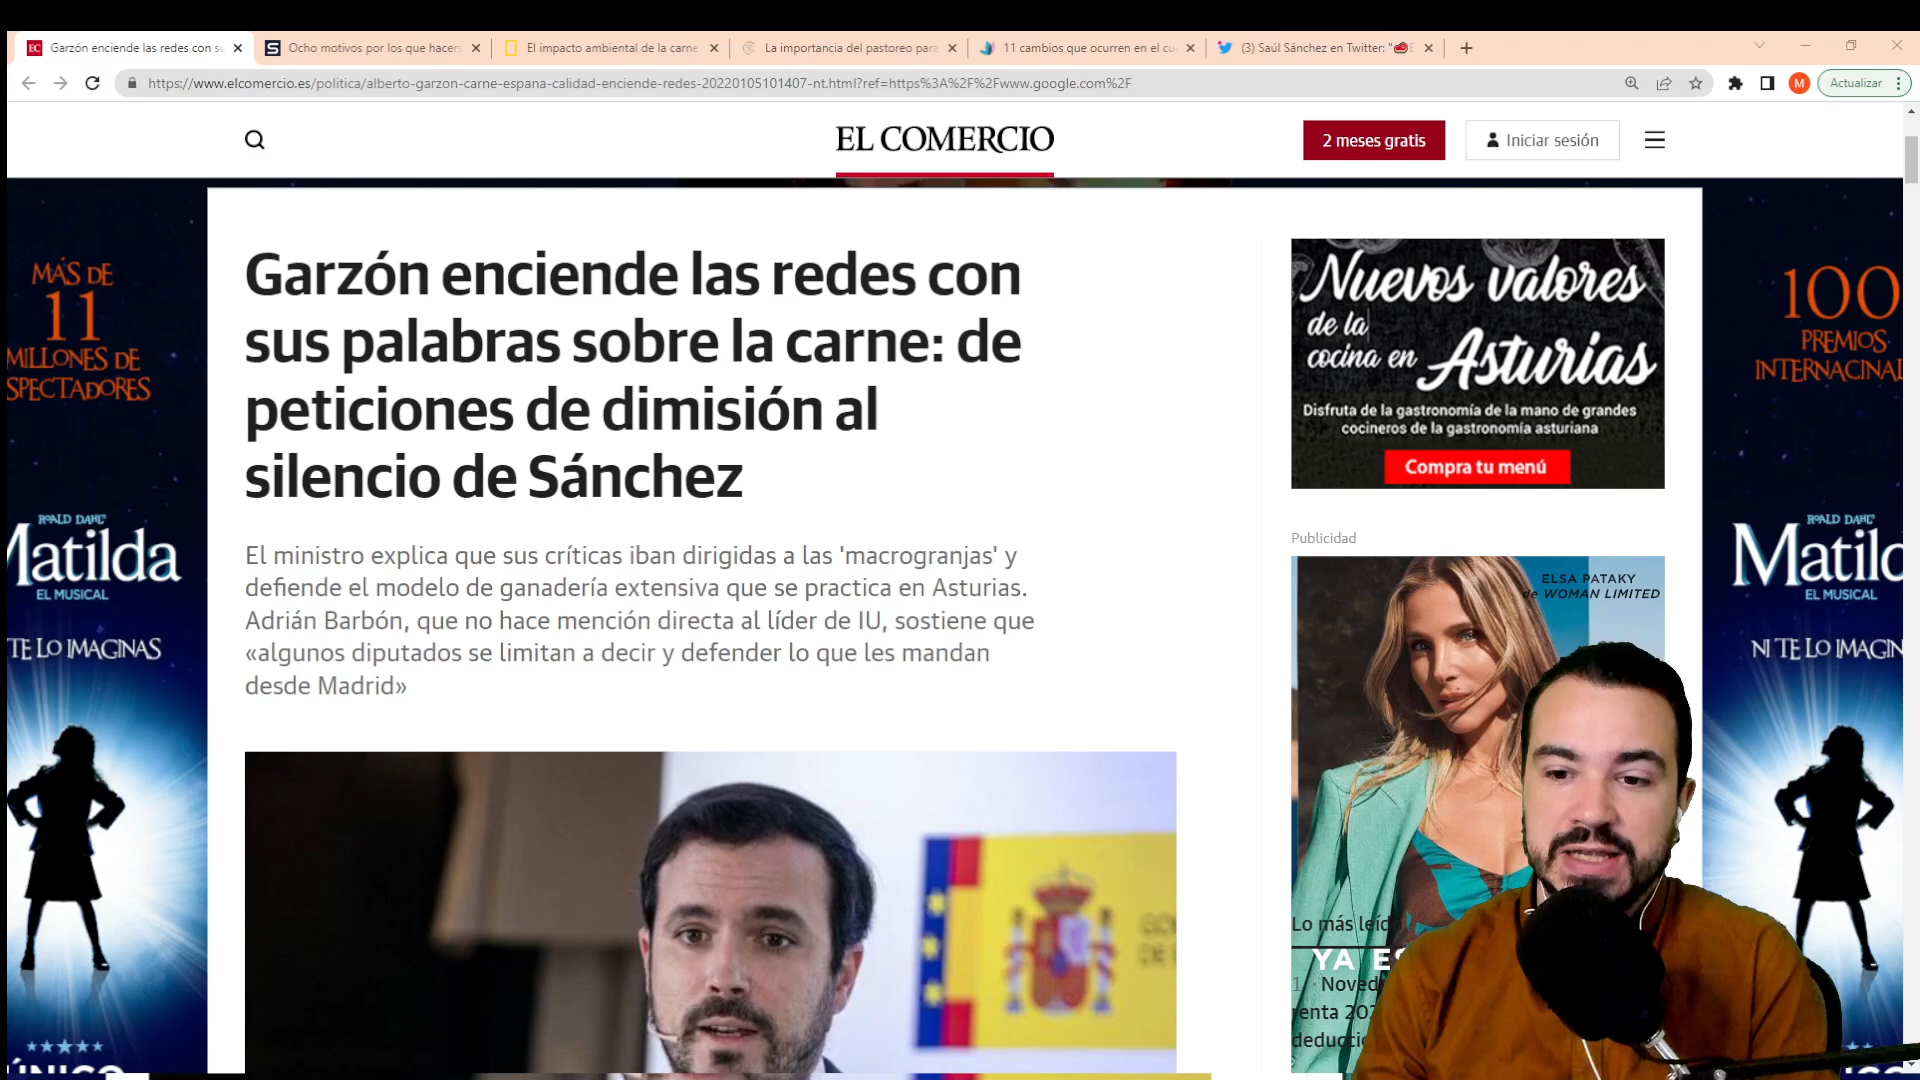 Garzón enciende las redes con su
Ocho motivos por los que hacers
El impacto ambiental de la carne
La importancia del pastoreo para
11 cambios que ocurren en el cu
(3) Saúl Sánchez en Twitter: "
https://www.elcomercio.es/politica/alberto-garzon-carne-espana-calidad-enciende-redes-20220105101407-nt.html?ref=https%3A%2F%2Fwww.google.com%2F
M
Actualizar
EL COMERCIO
2 meses gratis
Iniciar sesión
MÁS DE
11
MILLONES DE
SPECTADORES
ROALD DAHL'S
Matilda
EL MUSICAL
TE LO IMAGINAS
Garzón enciende las redes con
sus palabras sobre la carne: de
peticiones de dimisión al
silencio de Sánchez
El ministro explica que sus críticas iban dirigidas a las 'macrogranjas' y
defiende el modelo de ganadería extensiva que se practica en Asturias.
Adrián Barbón, que no hace mención directa al líder de IU, sostiene que
«algunos diputados se limitan a decir y defender lo que les mandan
desde Madrid»
Nuevos valores
de la
cocina en Asturias
Disfruta de la gastronomía de la mano de grandes
cocineros de la gastronomía asturiana
Compra tu menú
Publicidad
ELSA PATAKY
de WOMAN LIMITED
Lo más leído
YA ES
1 · Noved
renta 202
deduccio
100
PREMIOS
INTERNACINAL
ROALD DAHL'S
Matild
EL MUSICAL
NI TE LO IMAGIN